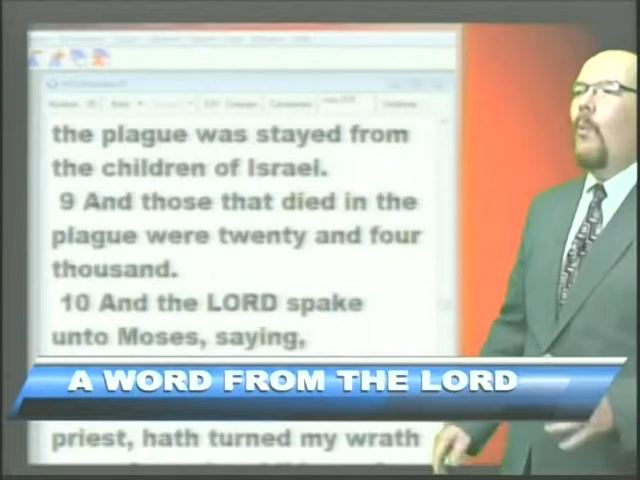 the plague was stayed from
the children of Israel.
9 And those that died in the
plague were twenty and four
thousand.
10 And the LORD spake
unto Moses, saying,
A WORD FROM THE LORD
priest, hath turned my wrath